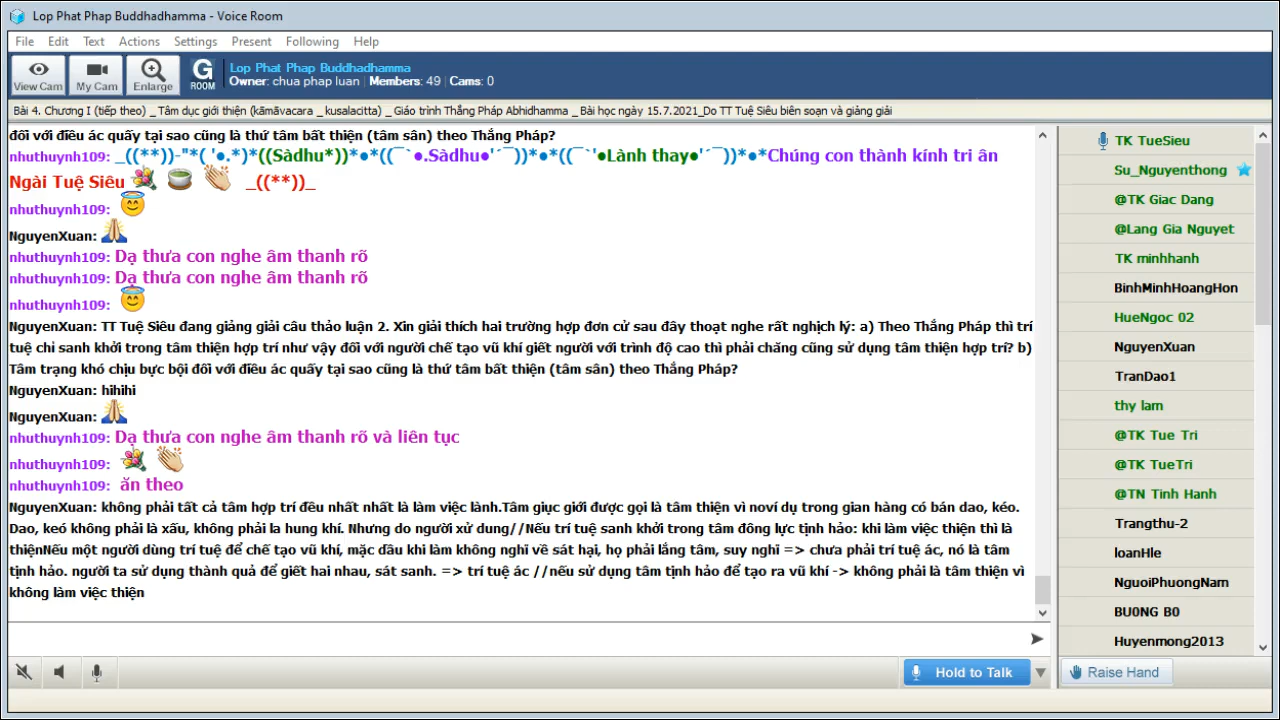 Lop Phat Phap Buddhadhamma - Voice Room
File Edit Text Actions Settings Present Following Help
View Cam
My Cam
Enlarge
G
ROOM
Lop Phat Phap Buddhadhamma
Owner: chua phap luan | Members: 49 | Cams: 0
Bài 4. Chương I (tiếp theo) _ Tâm dục giới thiện (kāmāvacara _ kusalacitta) _ Giáo trình Thắng Pháp Abhidhamma _ Bài học ngày 15.7.2021_Do TT Tuệ Siêu biên soạn và giảng giải
đối với điều ác quấy tại sao cũng là thứ tâm bất thiện (tâm sân) theo Thắng Pháp?
nhuthuynh109: _((**))-"*( '●.*)*((Sàdhu*))*●*((¯`●.Sàdhu●'´¯))*●*((¯`'●Lành thay●'´¯))*●*Chúng con thành kính tri ân
Ngài Tuệ Siêu _((**))_
nhuthuynh109:
NguyenXuan:
nhuthuynh109: Dạ thưa con nghe âm thanh rõ
nhuthuynh109: Dạ thưa con nghe âm thanh rõ
nhuthuynh109:
NguyenXuan: TT Tuệ Siêu đang giảng giải câu thảo luận 2. Xin giải thích hai trường hợp đơn cử sau đây thoạt nghe rất nghịch lý: a) Theo Thắng Pháp thì trí
tuệ chỉ sanh khởi trong tâm thiện hợp trí như vậy đối với người chế tạo vũ khí giết người với trình độ cao thì phải chăng cũng sử dụng tâm thiện hợp trí? b)
Tâm trạng khó chịu bực bội đối với điều ác quấy tại sao cũng là thứ tâm bất thiện (tâm sân) theo Thắng Pháp?
NguyenXuan: hihihi
NguyenXuan:
nhuthuynh109: Dạ thưa con nghe âm thanh rõ và liên tục
nhuthuynh109:
nhuthuynh109: ăn theo
NguyenXuan: không phải tất cả tâm hợp trí đều nhất nhất là làm việc lành.Tâm giục giới được gọi là tâm thiện vì noví dụ trong gian hàng có bán dao, kéo.
Dao, keó không phải là xấu, không phải la hung khí. Nhưng do người xử dung//Nếu trí tuệ sanh khởi trong tâm đông lực tịnh hảo: khi làm việc thiện thì là
thiệnNếu một người dùng trí tuệ để chế tạo vũ khí, mặc dầu khi làm không nghĩ về sát hại, họ phải lắng tâm, suy nghĩ => chưa phải trí tuệ ác, nó là tâm
tịnh hảo. người ta sử dụng thành quả để giết hai nhau, sát sanh. => trí tuệ ác //nếu sử dụng tâm tịnh hảo để tạo ra vũ khí -> không phải là tâm thiện vì
không làm việc thiện
TK TueSieu
Su_Nguyenthong
@TK Giac Dang
@Lang Gia Nguyet
TK minhhanh
BinhMinhHoangHon
HueNgoc 02
NguyenXuan
TranDao1
thy lam
@TK Tue Tri
@TK TueTri
@TN Tinh Hanh
Trangthu-2
loanHle
NguoiPhuongNam
BU0NG B0
Huyenmong2013
Hold to Talk
Raise Hand